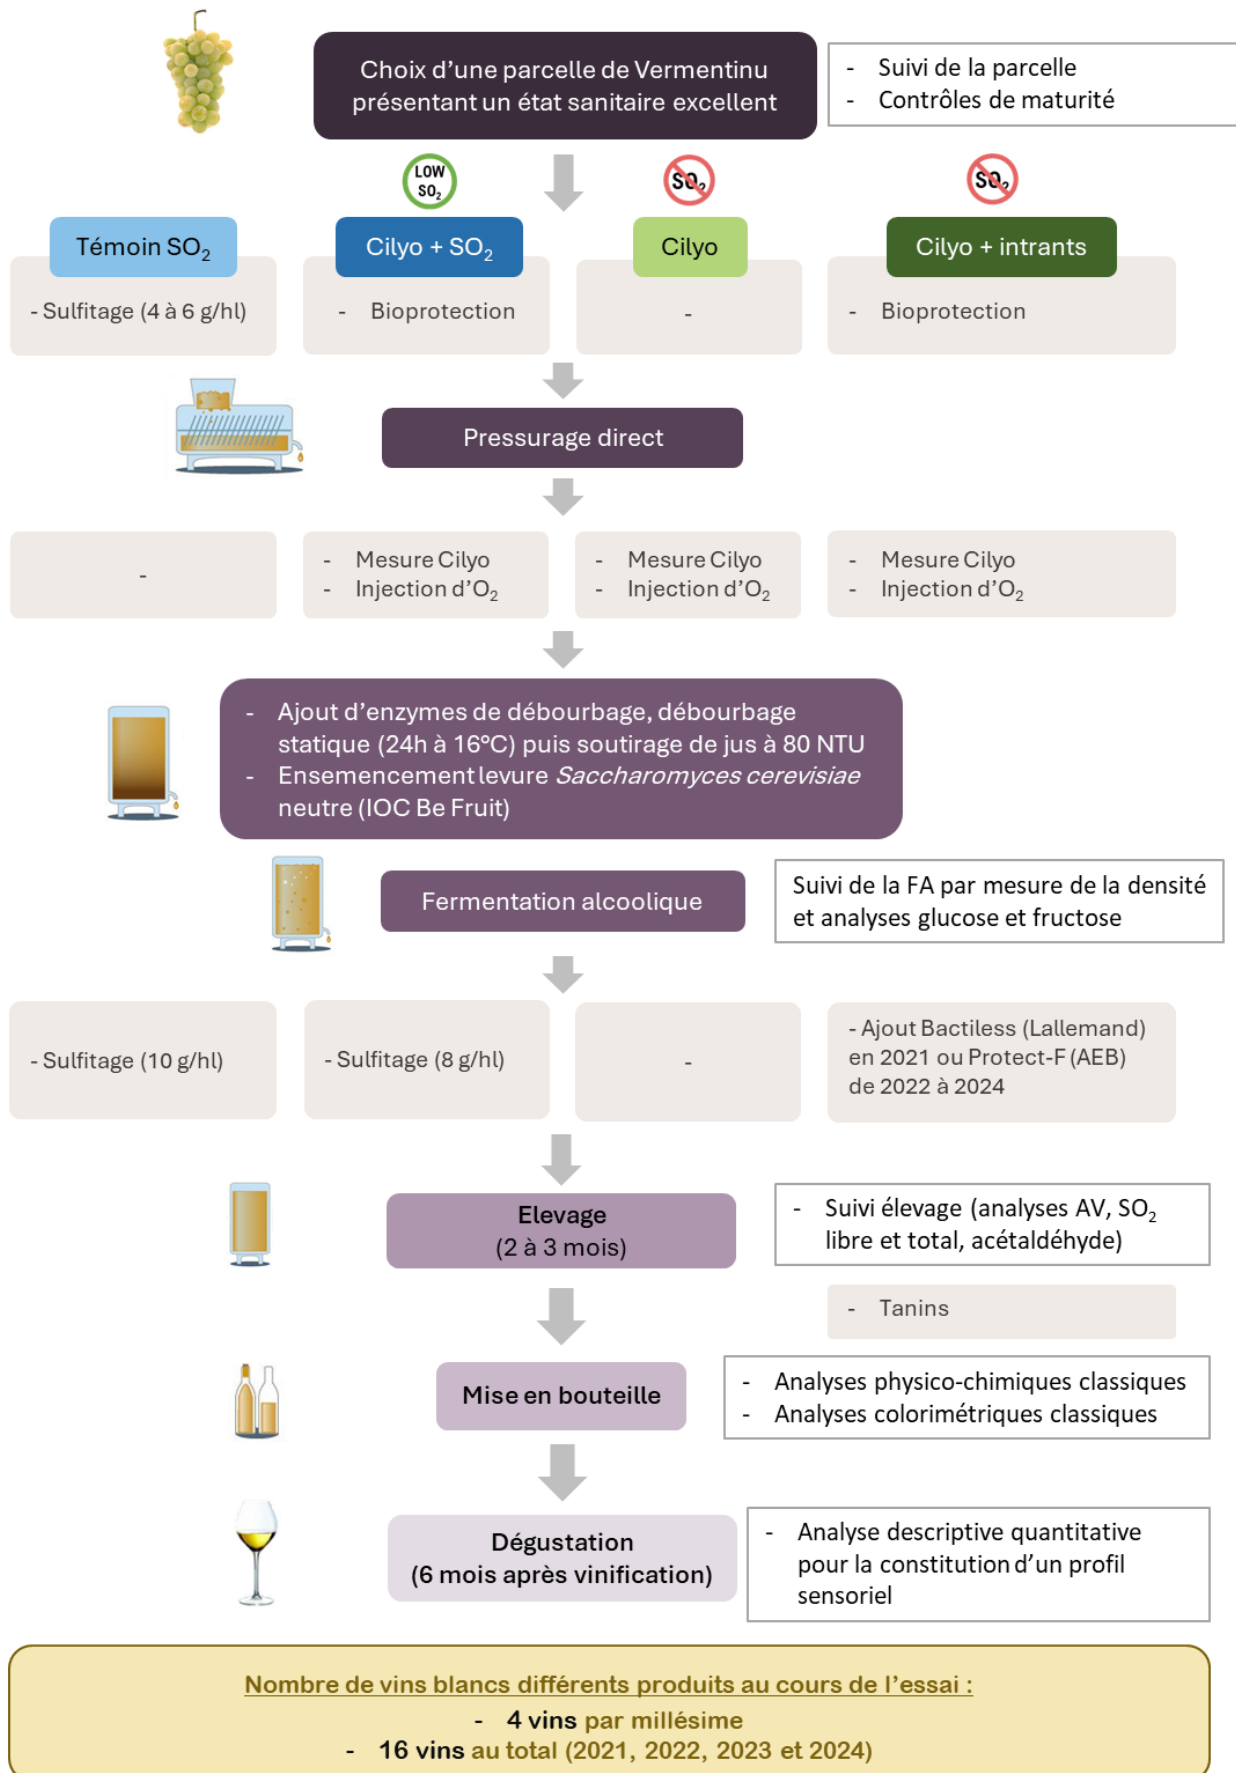 Choix d'une parcelle de Vermentinu
présentant un état sanitaire excellent
- Suivi de la parcelle
- Contrôles de maturité
LOW
SO₂
SO₂
SO₂
Témoin SO₂
Cilyo + SO₂
Cilyo
Cilyo + intrants
- Sulfitage (4 à 6 g/hl)
- Bioprotection
-
- Bioprotection
Pressurage direct
-
- Mesure Cilyo
- Injection d'O₂
- Mesure Cilyo
- Injection d'O₂
- Mesure Cilyo
- Injection d'O₂
- Ajout d'enzymes de débourbage, débourbage
statique (24h à 16°C) puis soutirage de jus à 80 NTU
- Ensemencement levure Saccharomyces cerevisiae
neutre (IOC Be Fruit)
Fermentation alcoolique
Suivi de la FA par mesure de la densité
et analyses glucose et fructose
- Sulfitage (10 g/hl)
- Sulfitage (8 g/hl)
-
- Ajout Bactiless (Lallemand)
en 2021 ou Protect-F (AEB)
de 2022 à 2024
Elevage
(2 à 3 mois)
- Suivi élevage (analyses AV, SO₂
libre et total, acétaldéhyde)
- Tanins
Mise en bouteille
- Analyses physico-chimiques classiques
- Analyses colorimétriques classiques
Dégustation
(6 mois après vinification)
- Analyse descriptive quantitative
pour la constitution d'un profil
sensoriel
Nombre de vins blancs différents produits au cours de l'essai :
- 4 vins par millésime
- 16 vins au total (2021, 2022, 2023 et 2024)